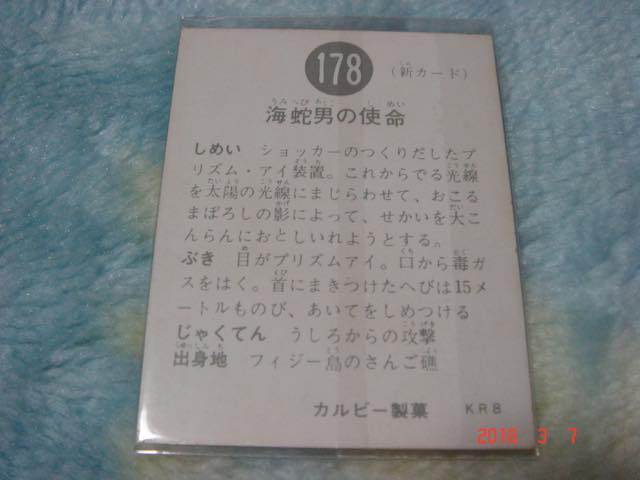 178
(新カード)
海蛇男の使命
しめい ショッカーのつくりだしたプ
リズム・アイ装置。これからでる光線
を太陽の光線にまじらわせて、おこる
まぼろしの影によって、せかいを大こ
んらんにおとしいれようとする。
ぶき 目がプリズムアイ。口から毒ガ
スをはく。首にまきつけたへびは15メ
ートルものび、あいてをしめつける
じゃくてん うしろからの攻撃
出身地 フィジー島のさんご礁
カルビー製菓 KR8
2018 3 7